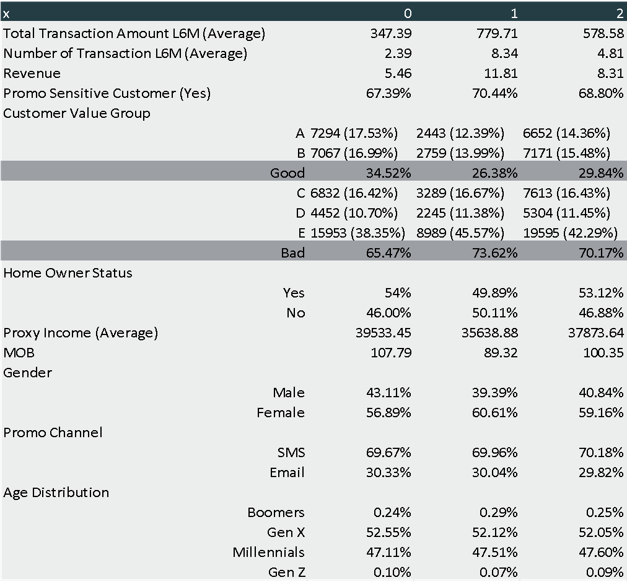 x 0 1 2
Total Transaction Amount L6M (Average) 347.39 779.71 578.58
Number of Transaction L6M (Average) 2.39 8.34 4.81
Revenue 5.46 11.81 8.31
Promo Sensitive Customer (Yes) 67.39% 70.44% 68.80%
Customer Value Group
A 7294 (17.53%) 2443 (12.39%) 6652 (14.36%)
B 7067 (16.99%) 2759 (13.99%) 7171 (15.48%)
Good 34.52% 26.38% 29.84%
C 6832 (16.42%) 3289 (16.67%) 7613 (16.43%)
D 4452 (10.70%) 2245 (11.38%) 5304 (11.45%)
E 15953 (38.35%) 8989 (45.57%) 19595 (42.29%)
Bad 65.47% 73.62% 70.17%
Home Owner Status
Yes 54% 49.89% 53.12%
No 46.00% 50.11% 46.88%
Proxy Income (Average) 39533.45 35638.88 37873.64
MOB 107.79 89.32 100.35
Gender
Male 43.11% 39.39% 40.84%
Female 56.89% 60.61% 59.16%
Promo Channel
SMS 69.67% 69.96% 70.18%
Email 30.33% 30.04% 29.82%
Age Distribution
Boomers 0.24% 0.29% 0.25%
Gen X 52.55% 52.12% 52.05%
Millennials 47.11% 47.51% 47.60%
Gen Z 0.10% 0.07% 0.09%